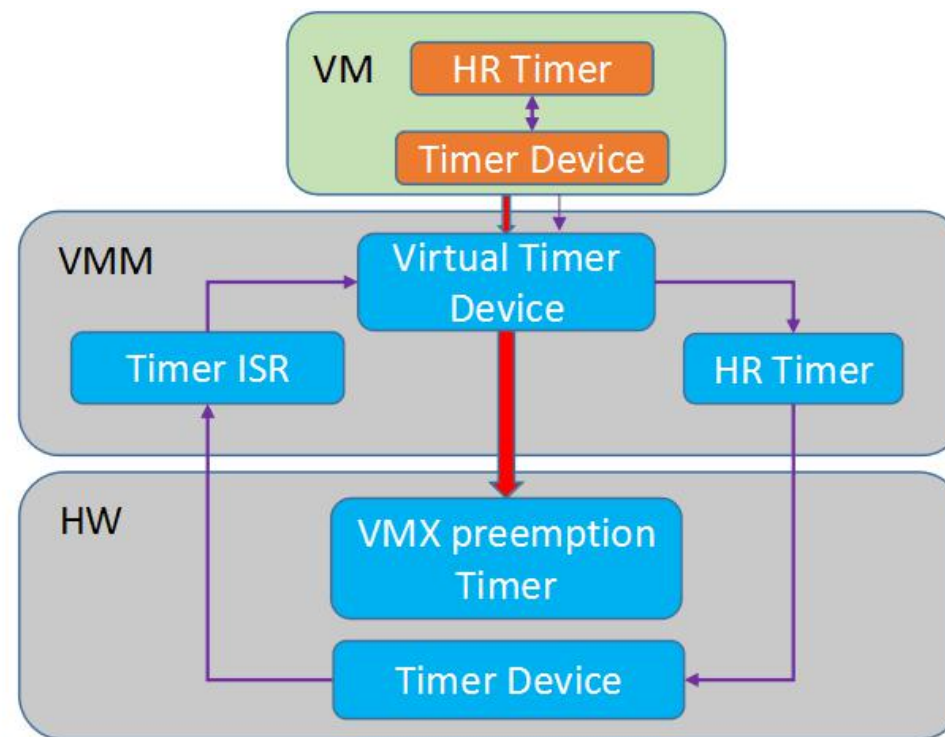 VM
HR Timer
Timer Device
VMM
Virtual Timer
Device
Timer ISR
HR Timer
HW
VMX preemption
Timer
Timer Device